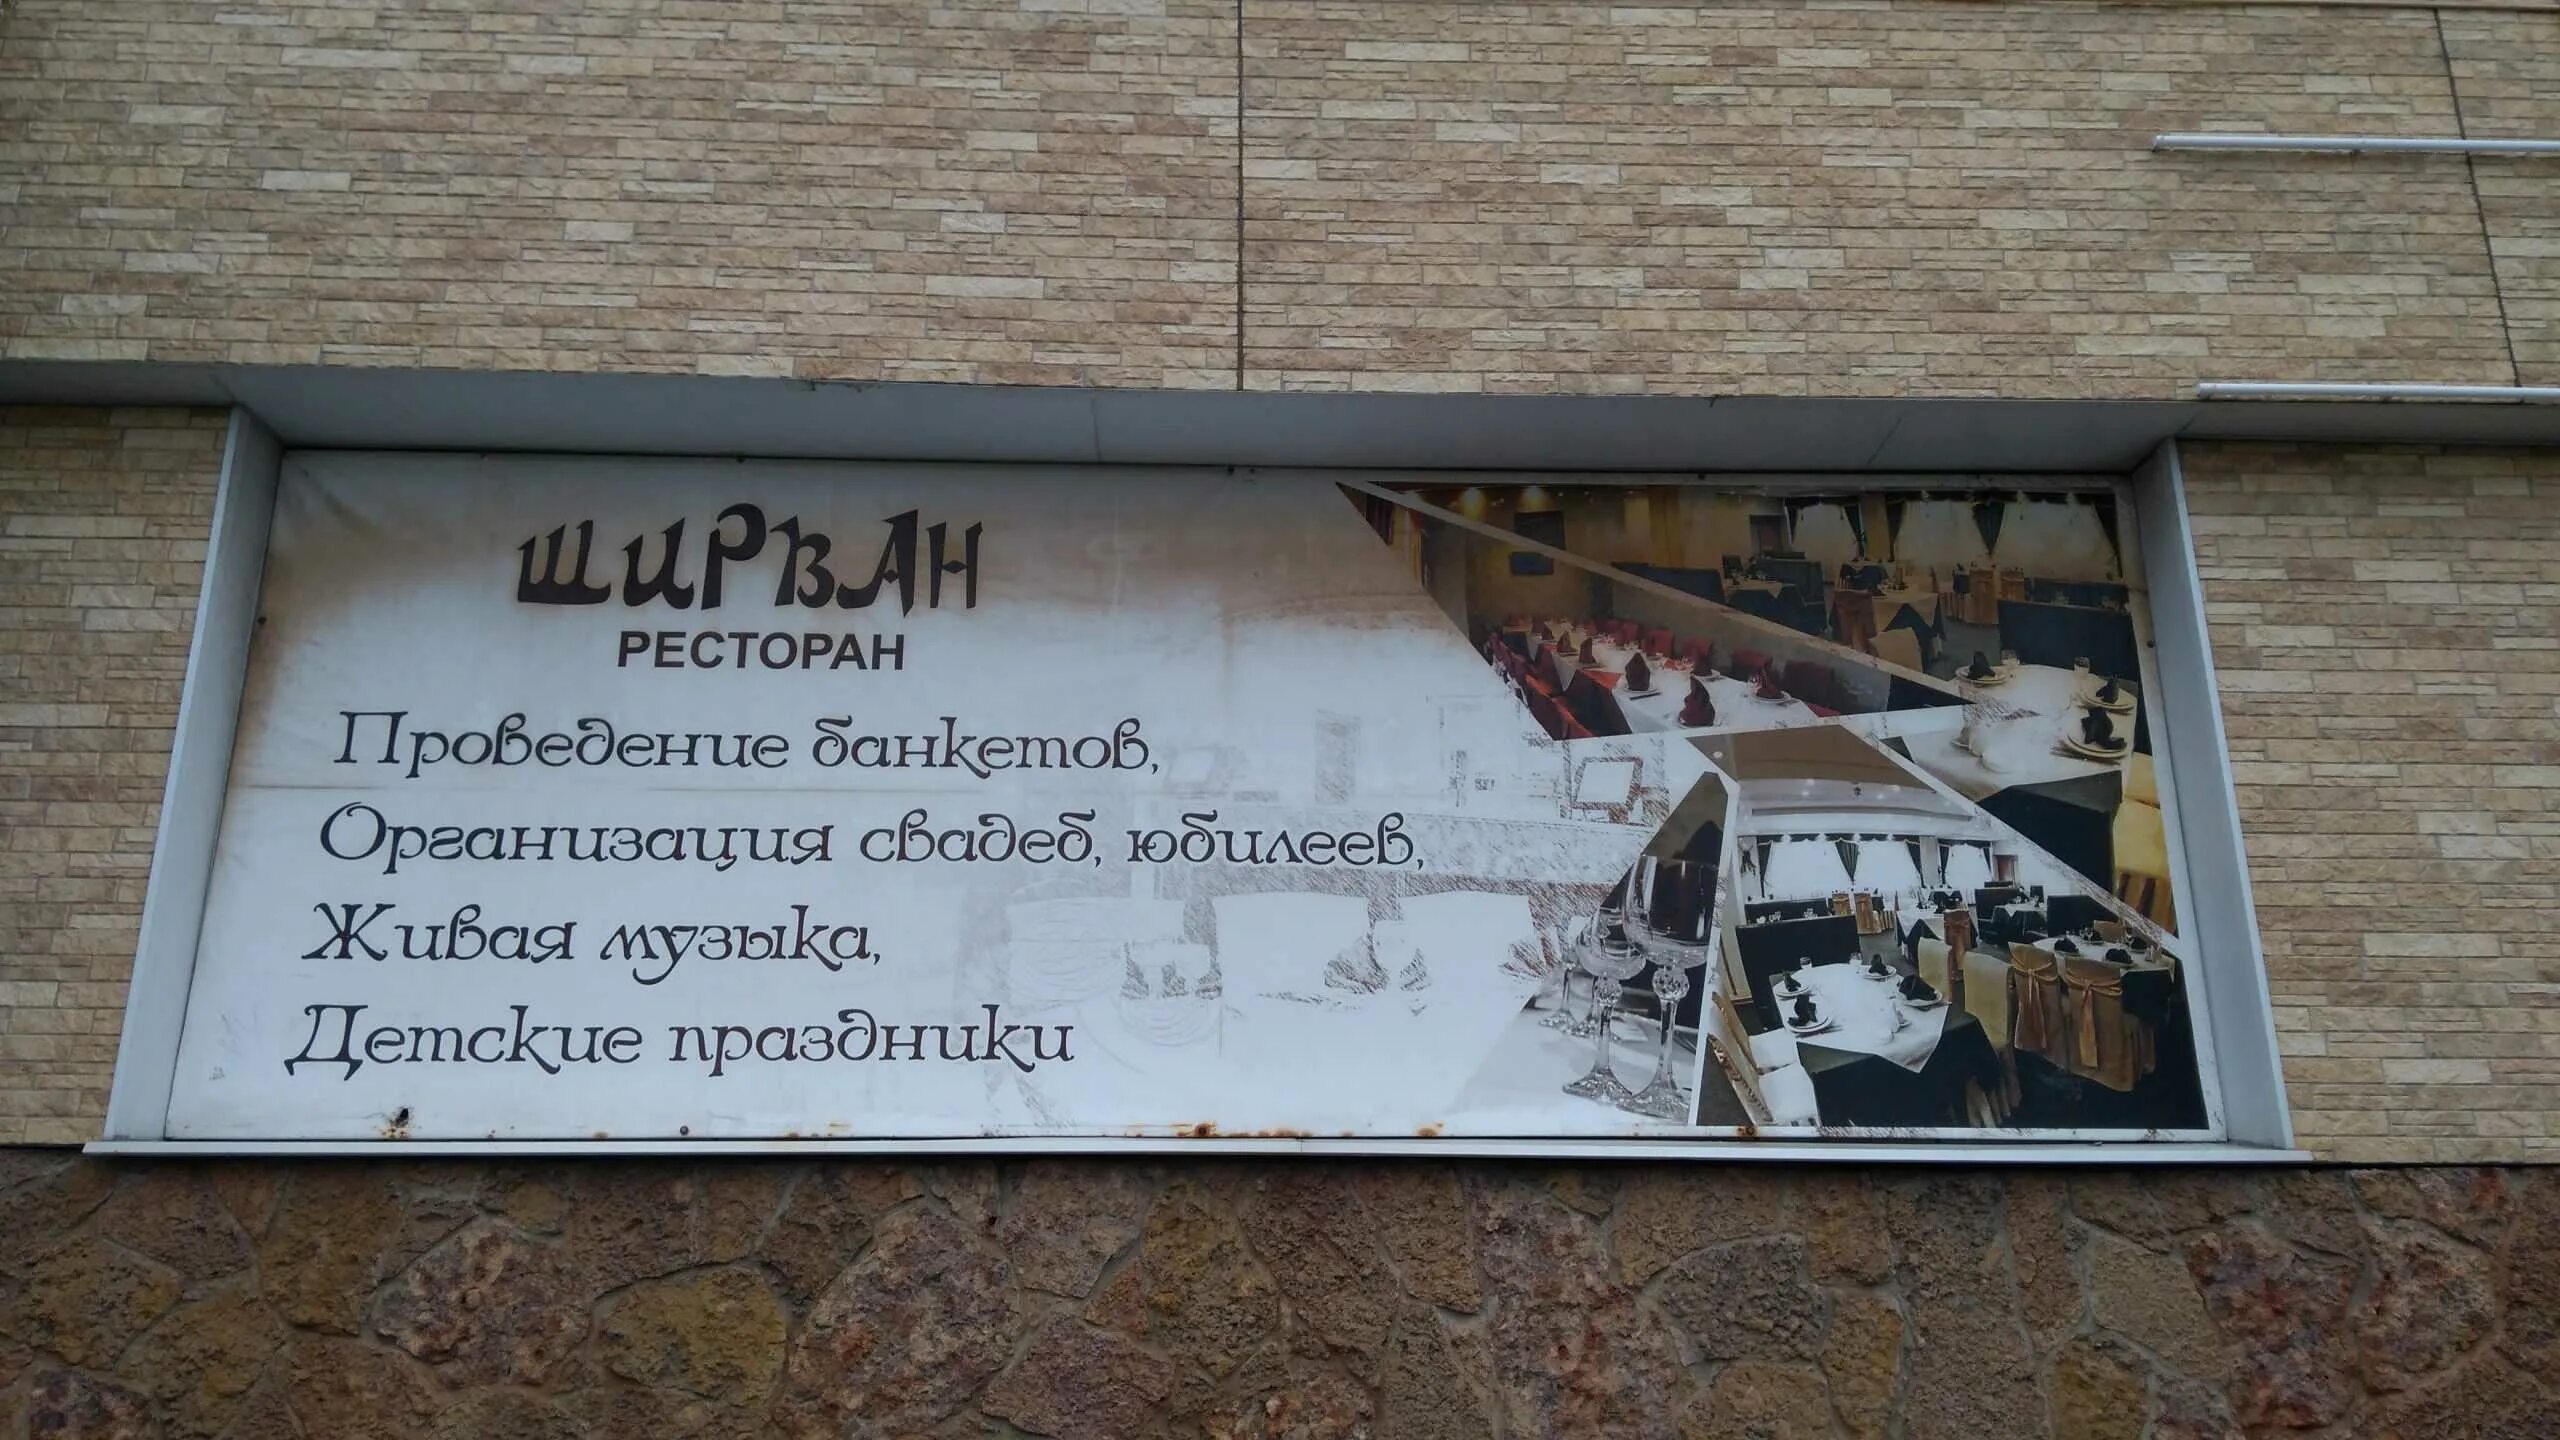 ШИРВАН
РЕСТОРАН
Проведение банкетов,
Организация свадеб, юбилеев,
Живая музыка,
Детские праздники